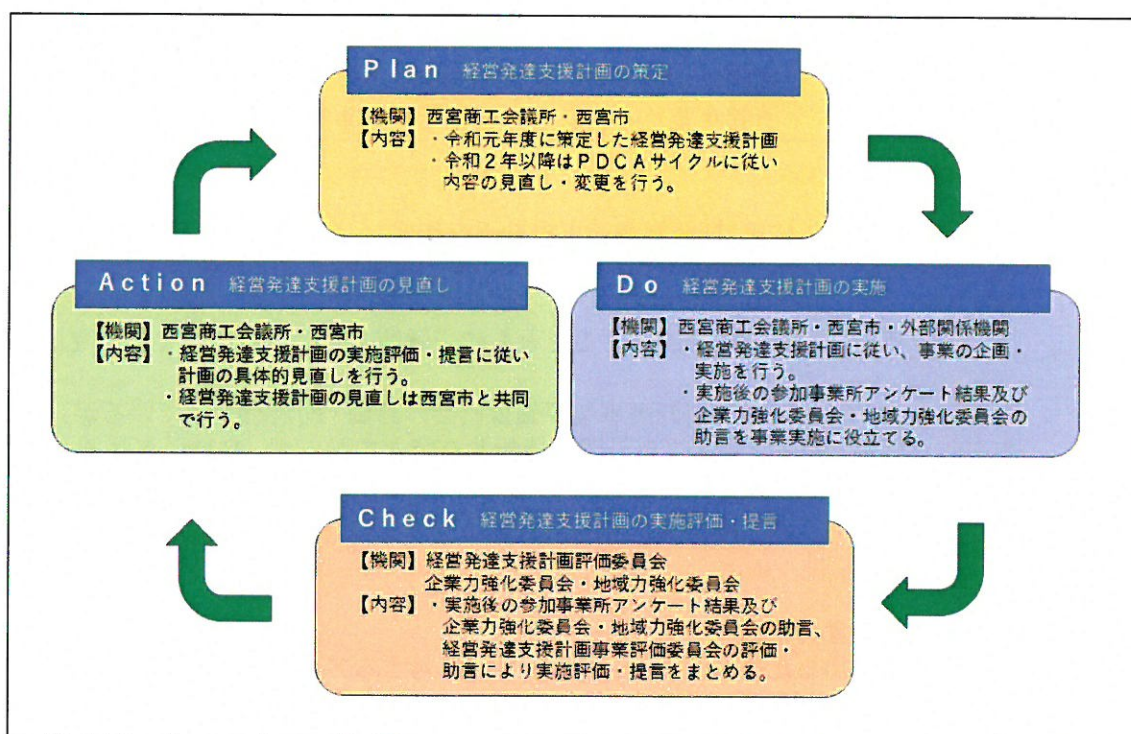 Plan 経営発達支援計画の策定
【機関】西宮商工会議所・西宮市
【内容】・令和元年度に策定した経営発達支援計画
・令和2年以降はPDCAサイクルに従い
内容の見直し・変更を行う。
Action 経営発達支援計画の見直し
【機関】西宮商工会議所・西宮市
【内容】・経営発達支援計画の実施評価・提言に従い
計画の具体的見直しを行う。
・経営発達支援計画の見直しは西宮市と共同
で行う。
Do 経営発達支援計画の実施
【機関】西宮商工会議所・西宮市・外部関係機関
【内容】・経営発達支援計画に従い、事業の企画・
実施を行う。
・実施後の参加事業所アンケート結果及び
企業力強化委員会・地域力強化委員会の
助言を事業実施に役立てる。
Check 経営発達支援計画の実施評価・提言
【機関】経営発達支援計画評価委員会
企業力強化委員会・地域力強化委員会
【内容】・実施後の参加事業所アンケート結果及び
企業力強化委員会・地域力強化委員会の助言、
経営発達支援計画事業評価委員会の評価・
助言により実施評価・提言をまとめる。